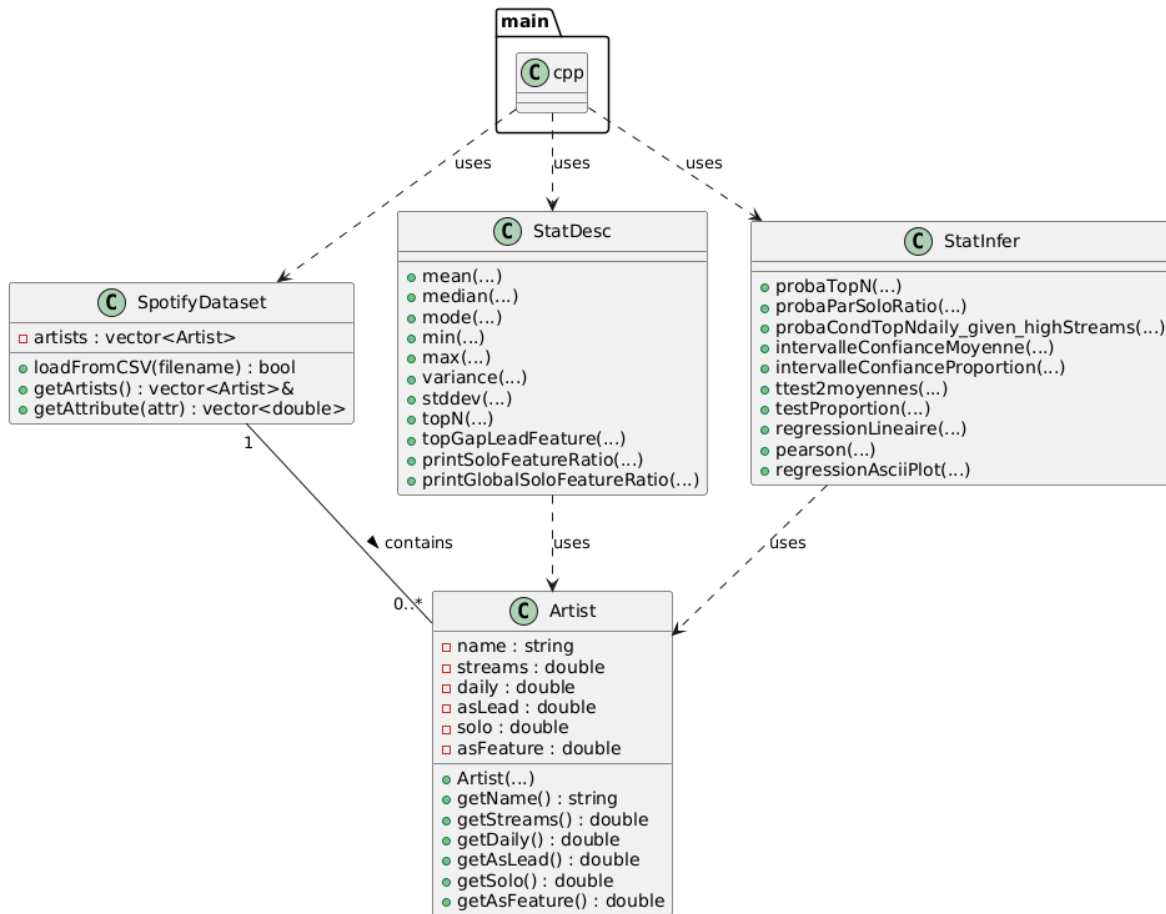 main
C cpp
uses
uses
uses
C SpotifyDataset
artists : vector<Artist>
loadFromCSV(filename) : bool
getArtists() : vector<Artist>&
getAttribute(attr) : vector<double>
C StatDesc
mean(...)
median(...)
mode(...)
min(...)
max(...)
variance(...)
stddev(...)
topN(...)
topGapLeadFeature(...)
printSoloFeatureRatio(...)
printGlobalSoloFeatureRatio(...)
C StatInfer
probaTopN(...)
probaParSoloRatio(...)
probaCondTopNdaily_given_highStreams(...)
intervalleConfianceMoyenne(...)
intervalleConfianceProportion(...)
ttest2moyennes(...)
testProportion(...)
regressionLineaire(...)
pearson(...)
regressionAsciiPlot(...)
1
contains
0..*
uses
uses
C Artist
name : string
streams : double
daily : double
asLead : double
solo : double
asFeature : double
Artist(...)
getName() : string
getStreams() : double
getDaily() : double
getAsLead() : double
getSolo() : double
getAsFeature() : double